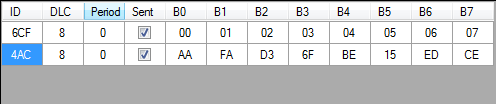 ID DLC Period Sent B0 B1 B2 B3 B4 B5 B6 B7
6CF 8 0 00 01 02 03 04 05 06 07
4AC 8 0 AA FA D3 6F BE 15 ED CE